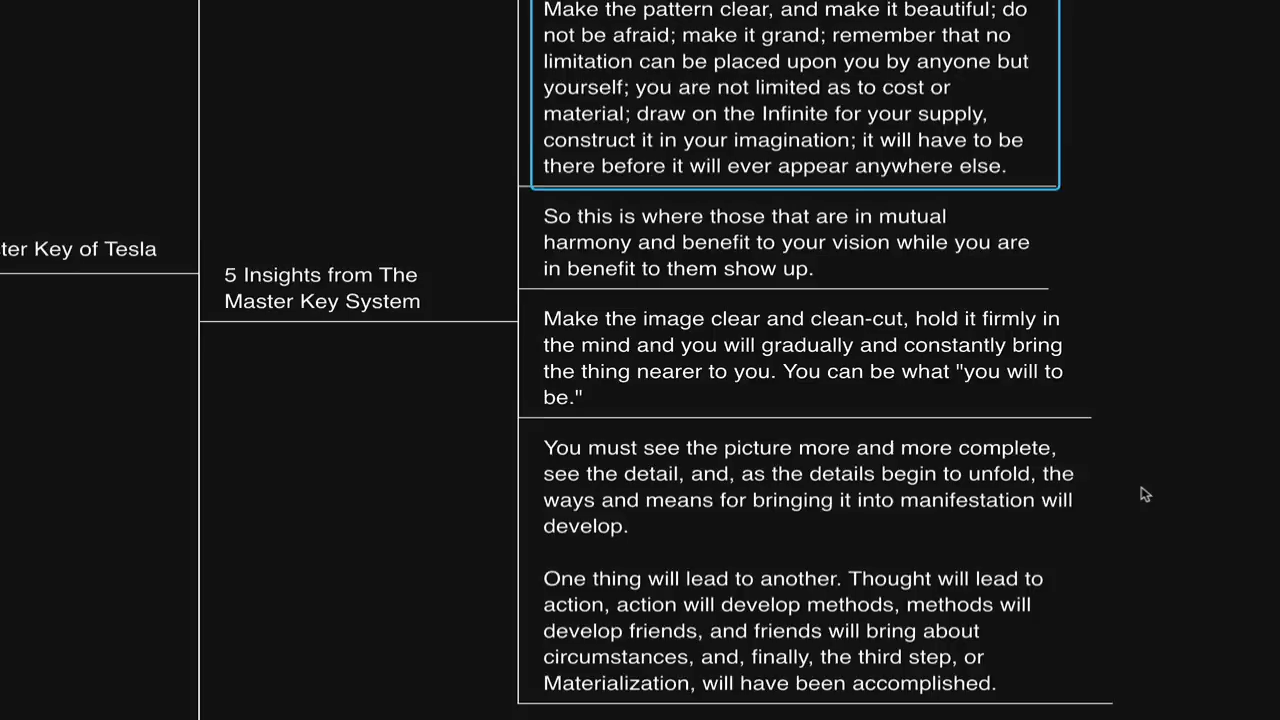 Make the pattern clear, and make it beautiful; do
not be afraid; make it grand; remember that no
limitation can be placed upon you by anyone but
yourself; you are not limited as to cost or
material; draw on the Infinite for your supply,
construct it in your imagination; it will have to be
there before it will ever appear anywhere else.
So this is where those that are in mutual
harmony and benefit to your vision while you are
in benefit to them show up.
ter Key of Tesla
5 Insights from The
Master Key System
Make the image clear and clean-cut, hold it firmly in
the mind and you will gradually and constantly bring
the thing nearer to you. You can be what "you will to
be."
You must see the picture more and more complete,
see the detail, and, as the details begin to unfold, the
ways and means for bringing it into manifestation will
develop.
One thing will lead to another. Thought will lead to
action, action will develop methods, methods will
develop friends, and friends will bring about
circumstances, and, finally, the third step, or
Materialization, will have been accomplished.